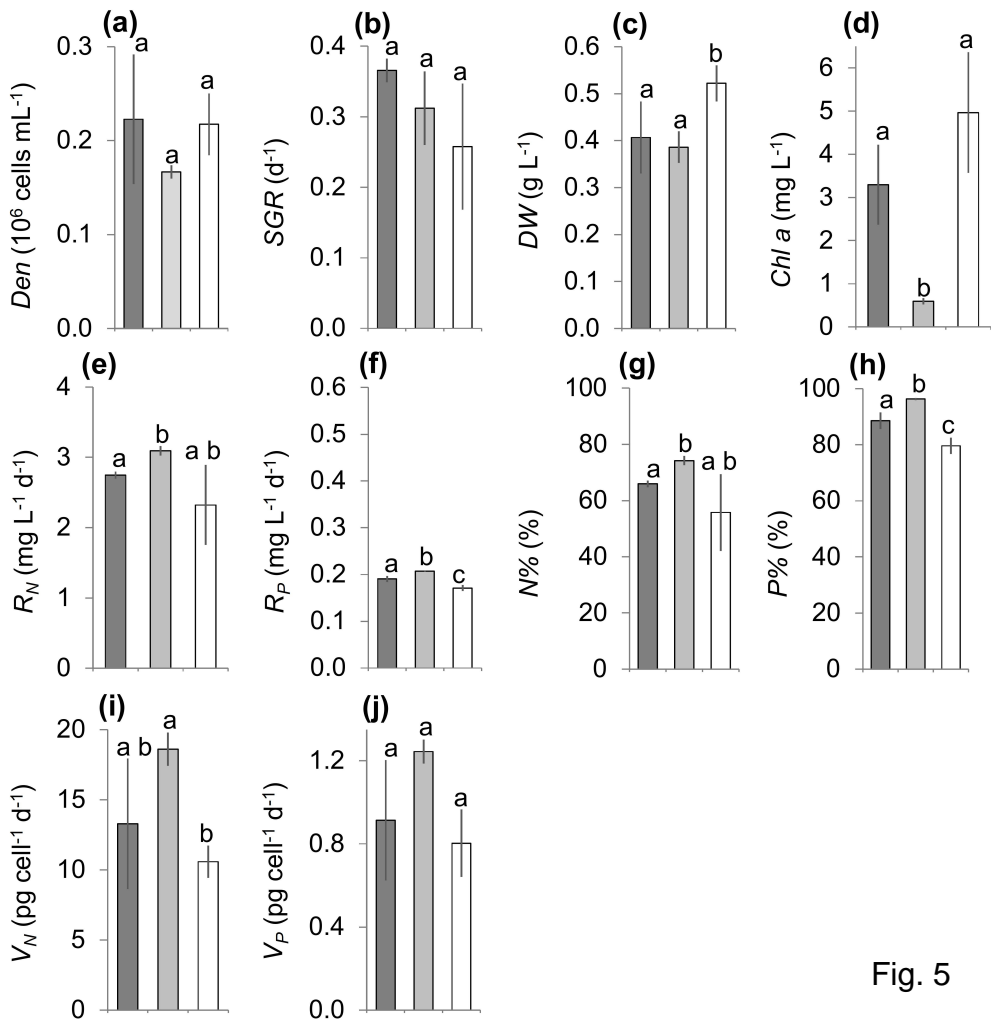 (a)
Den (10⁶ cells mL⁻¹)
0.3
0.2
0.1
0.0
a
a
a
(b)
SGR (d⁻¹)
0.4
0.3
0.2
0.1
0.0
a
a
a
(c)
DW (g L⁻¹)
0.6
0.5
0.4
0.3
0.2
0.1
0.0
a
a
b
(d)
Chl a (mg L⁻¹)
6
5
4
3
2
1
0
a
b
a
(e)
R_N (mg L⁻¹ d⁻¹)
4
3
2
1
0
a
b
a b
(f)
R_P (mg L⁻¹ d⁻¹)
0.6
0.5
0.4
0.3
0.2
0.1
0.0
a
b
c
(g)
N% (%)
100
80
60
40
20
0
a
b
a b
(h)
P% (%)
100
80
60
40
20
0
a
b
c
(i)
V_N (pg cell⁻¹ d⁻¹)
20
15
10
5
0
a b
a
b
(j)
V_P (pg cell⁻¹ d⁻¹)
1.2
0.8
0.4
0.0
a
a
a
Fig. 5